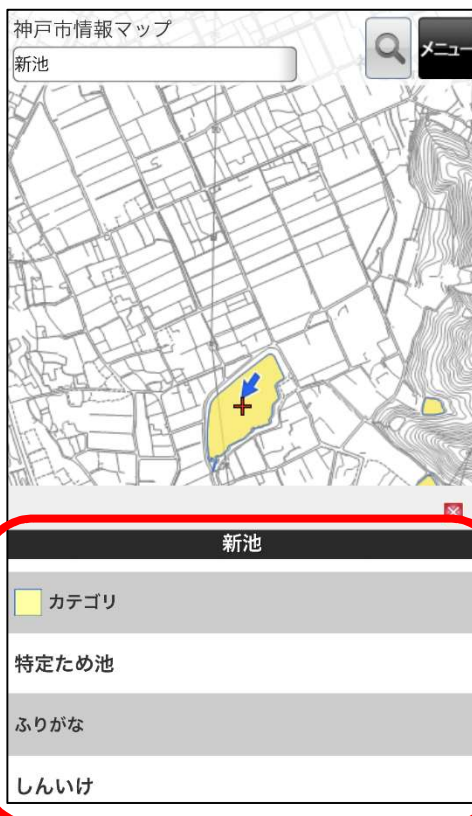 神戸市情報マップ
新池
メニュー
新池
カテゴリ
特定ため池
ふりがな
しんいけ